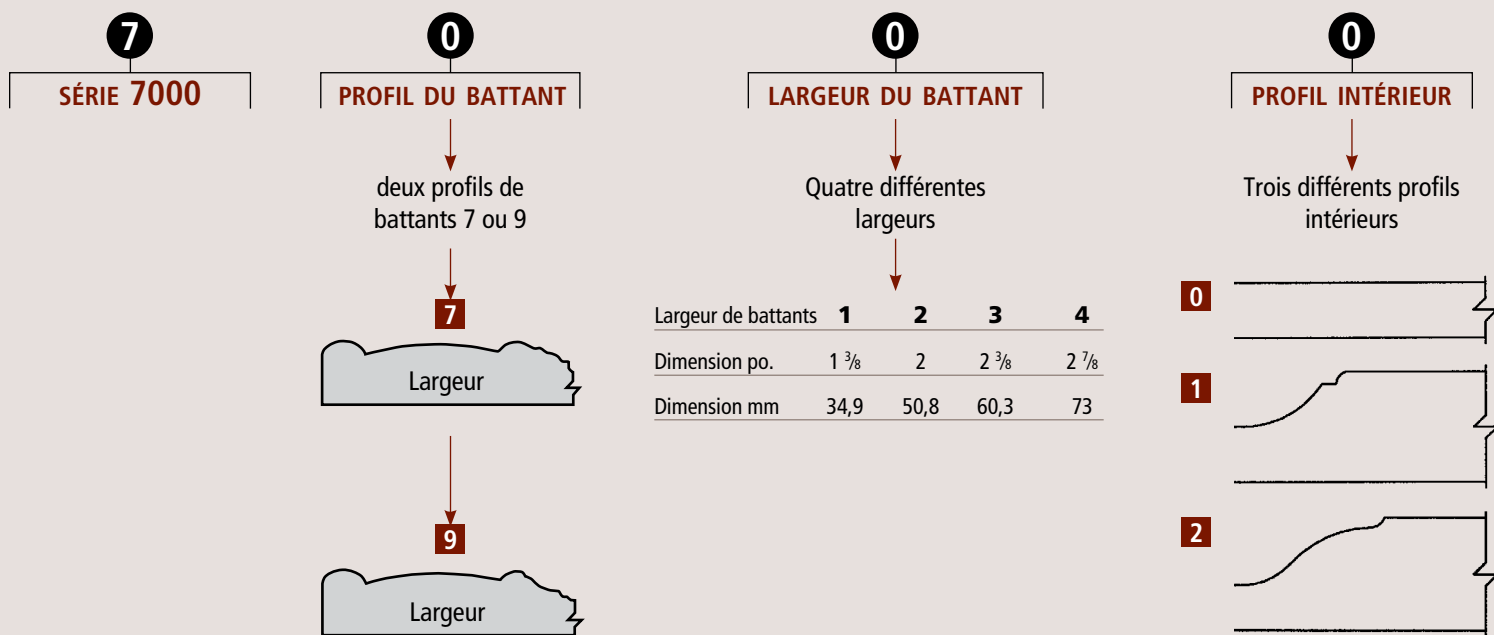 7
SÉRIE 7000
0
PROFIL DU BATTANT
deux profils de
battants 7 ou 9
7
Largeur
9
Largeur
0
LARGEUR DU BATTANT
Quatre différentes
largeurs
Largeur de battants 1 2 3 4
Dimension po. 1 3/8 2 2 3/8 2 7/8
Dimension mm 34,9 50,8 60,3 73
0
PROFIL INTÉRIEUR
Trois différents profils
intérieurs
0
1
2